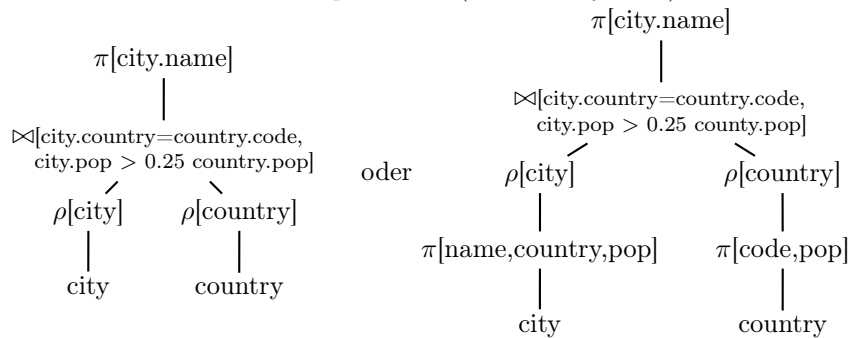 π[city.name]
⋈[city.country=country.code,
city.pop > 0.25 country.pop]
ρ[city] ρ[country]
city country
oder
π[city.name]
⋈[city.country=country.code,
city.pop > 0.25 county.pop]
ρ[city] ρ[country]
π[name,country,pop] π[code,pop]
city country